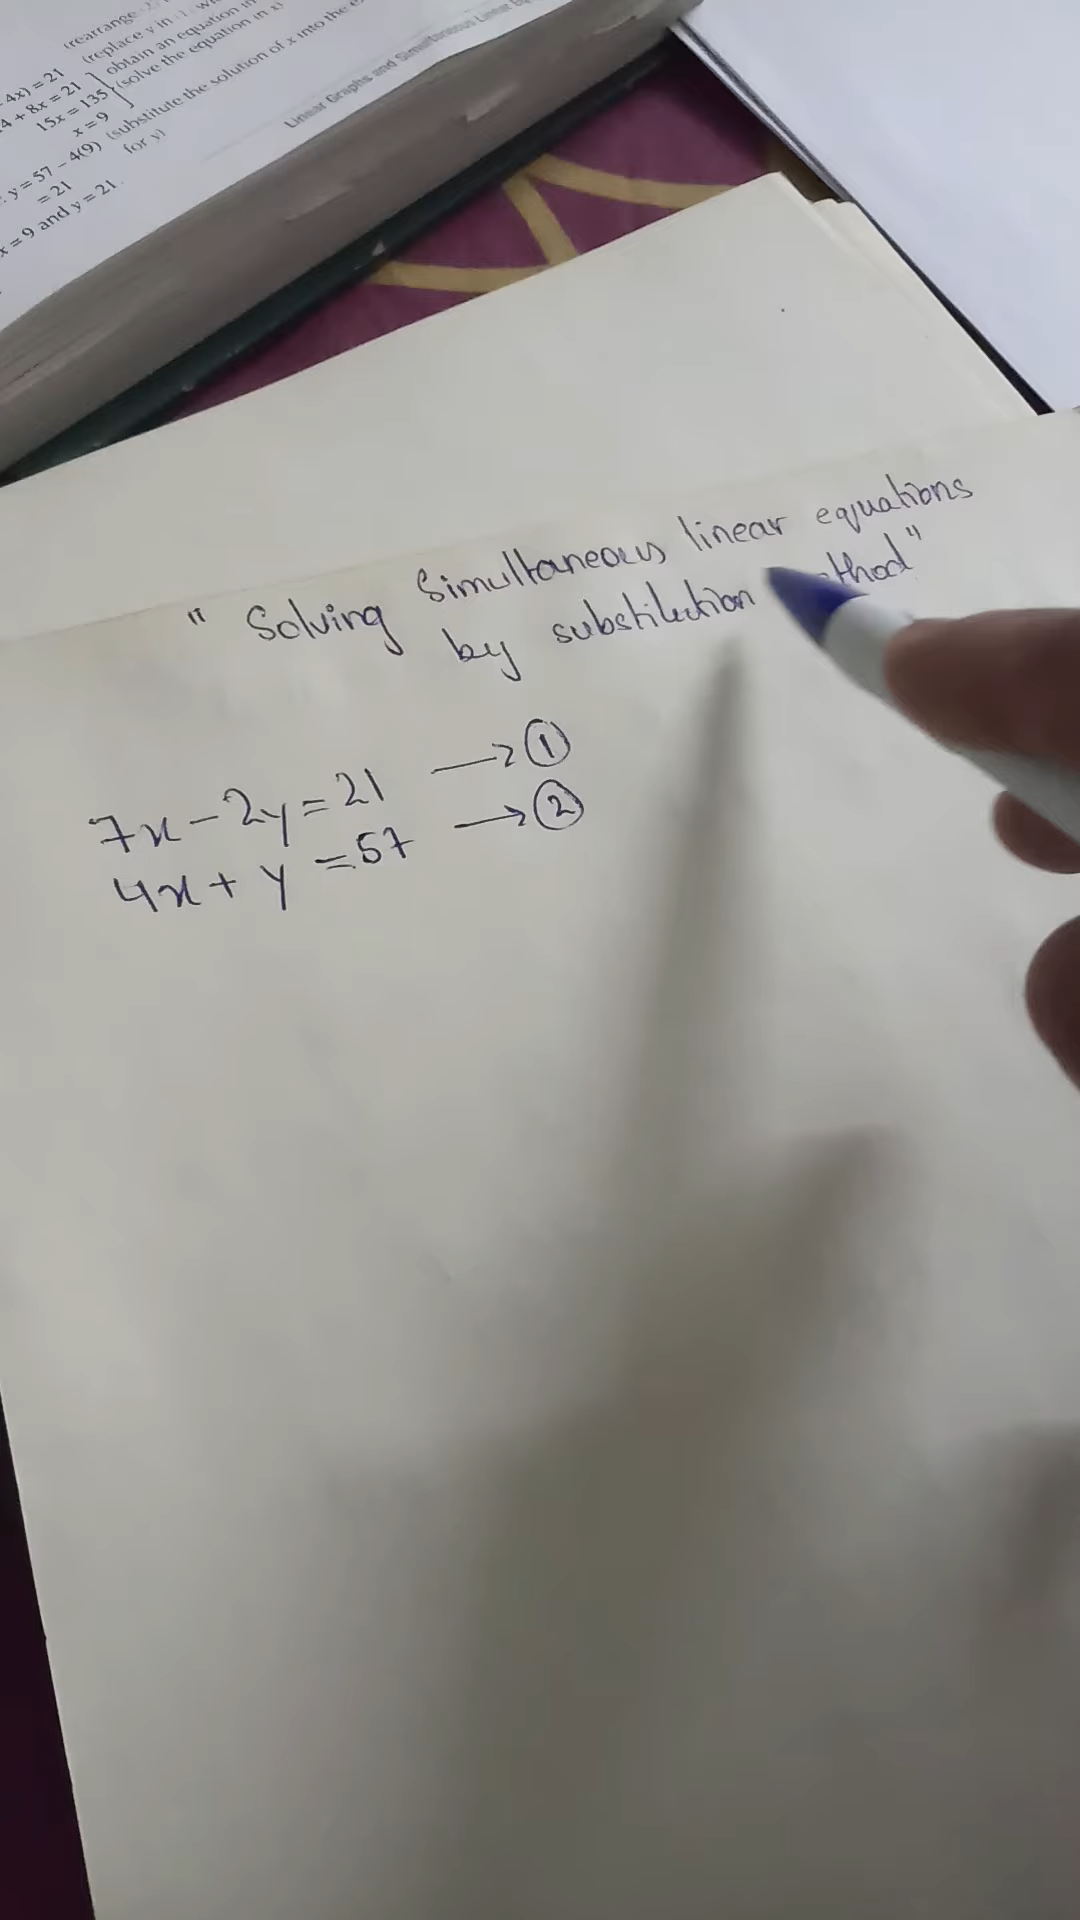 (rearrange
(replace y in 1
4x) = 21
obtain an equation in
4 + 8x = 21
(solve the equation in x)
15x = 135
x = 9
y = 57 – 4(9) (substitute the solution of x into the
for y)
= 21
x = 9 and y = 21.
Linear Graphs and Simultaneous Linear
" Solving Simultaneous linear equations
by substitution "
7x – 2y = 21 → ①
4x + y = 57 → ②